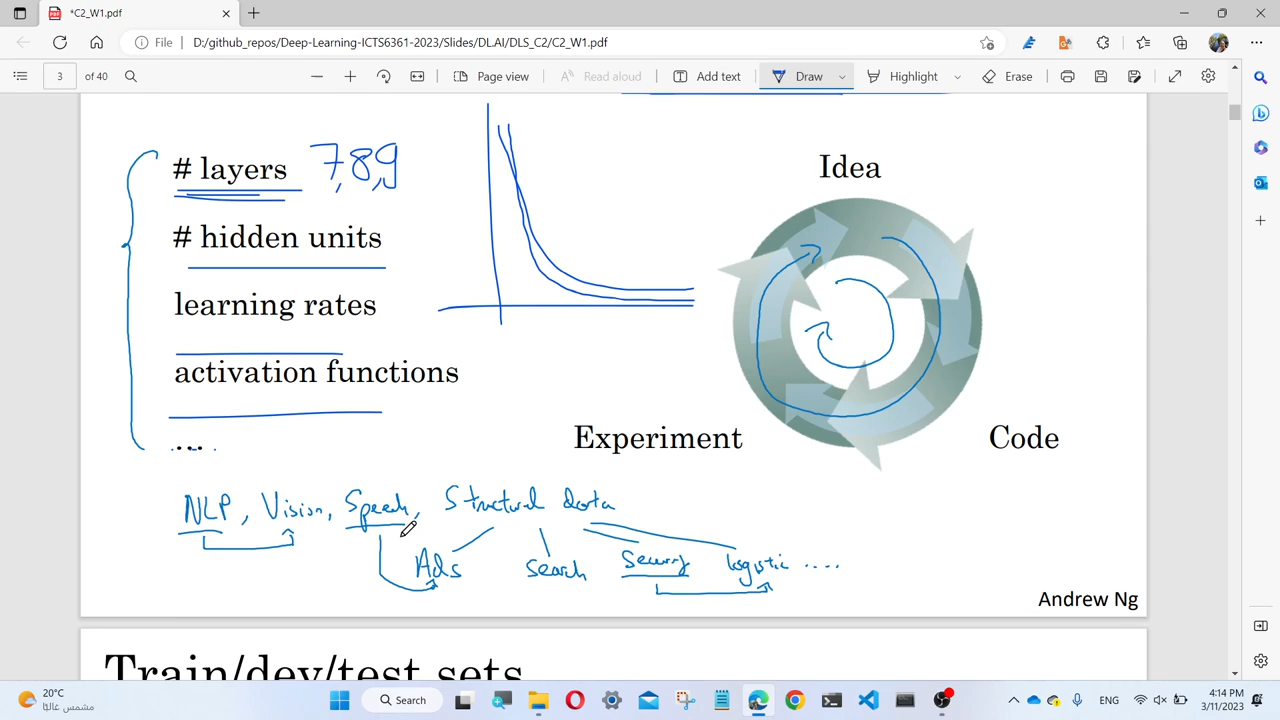 *C2_W1.pdf
File
D:/github_repos/Deep-Learning-ICTS6361-2023/Slides/DL.AI/DLS_C2/C2_W1.pdf
3 of 40
Page view
Read aloud
Add text
Draw
Highlight
Erase
# layers 7,8,9
Idea
# hidden units
learning rates
activation functions
....
Experiment
Code
NLP, Vision, Speech, Structural data
Ads search Security logistic ....
Andrew Ng
Train/dev/test sets
20°C
مشمس غالبًا
Search
ENG
4:14 PM
3/11/2023